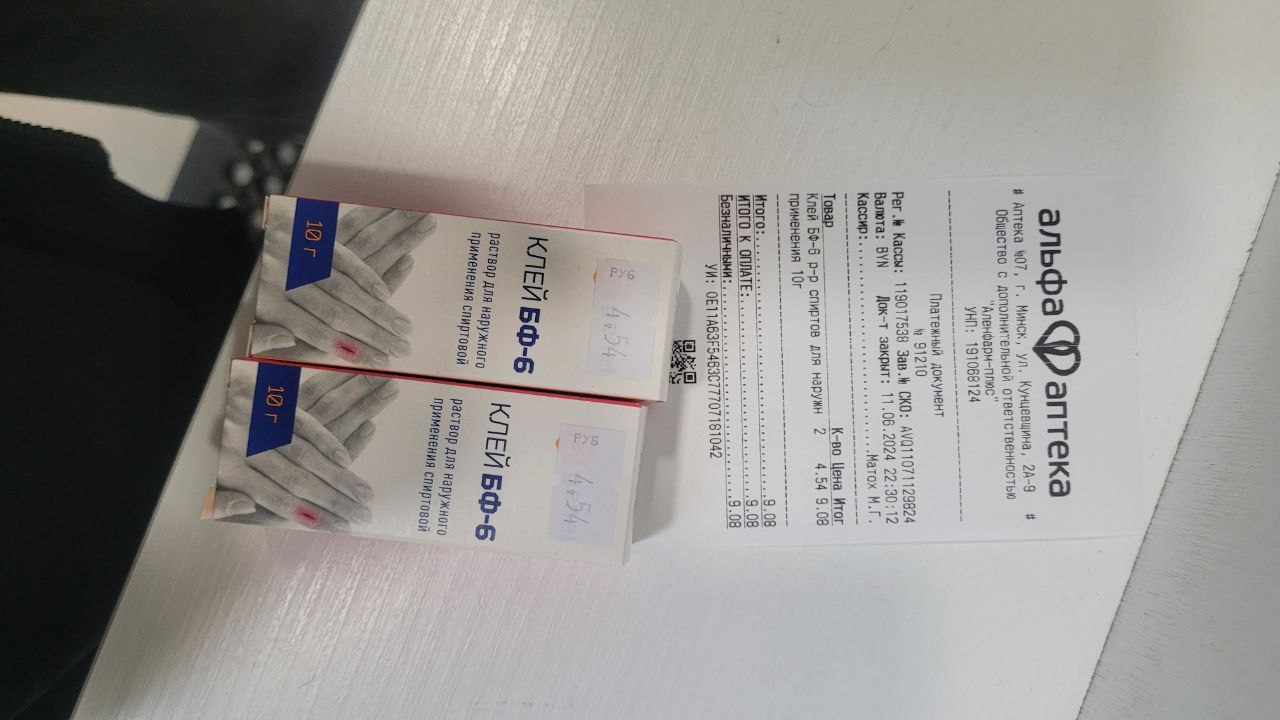 альфа аптека
# Аптека №07, г. Минск, ул. Кунцевщина, 2А-9 #
Общество с дополнительной ответственностью
"Аленфарм-плюс"
УНП: 191068124
Платежный документ
№ 91210
Рег.№ Кассы: 119017538 Зав.№ СКО: AVQ11071129824
Валюта: BYN Док-т закрыт: 11.06.2024 22:30:12
Кассир:..........Матох М.Г.
Товар К-во Цена Итог
Клей БФ-6 р-р спиртов для наружн 2 4.54 9.08
применения 10г
Итого:..........9.08
ИТОГО К ОПЛАТЕ:..........9.08
Безналичными:..........9.08
УИ: 0E11A63F5463C77707181042
РУБ
4,54
КЛЕЙ БФ-6
раствор для наружного
применения спиртовой
10 г
РУБ
4,54
КЛЕЙ БФ-6
раствор для наружного
применения спиртовой
10 г